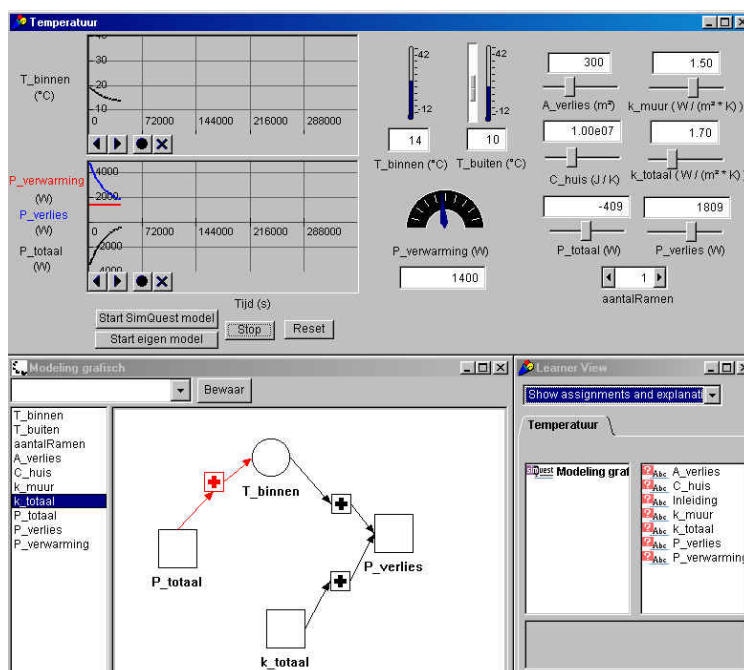 Temperatuur
40
30
T_binnen
(°C)
20
10
0 72000 144000 216000 288000
P_verwarming
(W)
P_verlies
(W)
P_totaal
(W)
4000
2000
0 72000 144000 216000 288000
-2000
-4000
Tijd (s)
Start SimQuest model
Start eigen model
Stop
Reset
42
-12
14
T_binnen (°C)
42
-12
10
T_buiten (°C)
P_verwarming (W)
1400
300
A_verlies (m²)
1.50
k_muur ( W / (m² * K) )
1.00e07
C_huis (J / K)
1.70
k_totaal ( W / (m² * K)
-409
P_totaal (W)
1809
P_verlies (W)
1
aantalRamen
Modeling grafisch
Bewaar
T_binnen
T_buiten
aantalRamen
A_verlies
C_huis
k_muur
k_totaal
P_totaal
P_verlies
P_verwarming
T_binnen
P_totaal
P_verlies
k_totaal
Learner View
Show assignments and explanati
Temperatuur
Modeling graf
A_verlies
C_huis
Inleiding
k_muur
k_totaal
P_verlies
P_verwarming